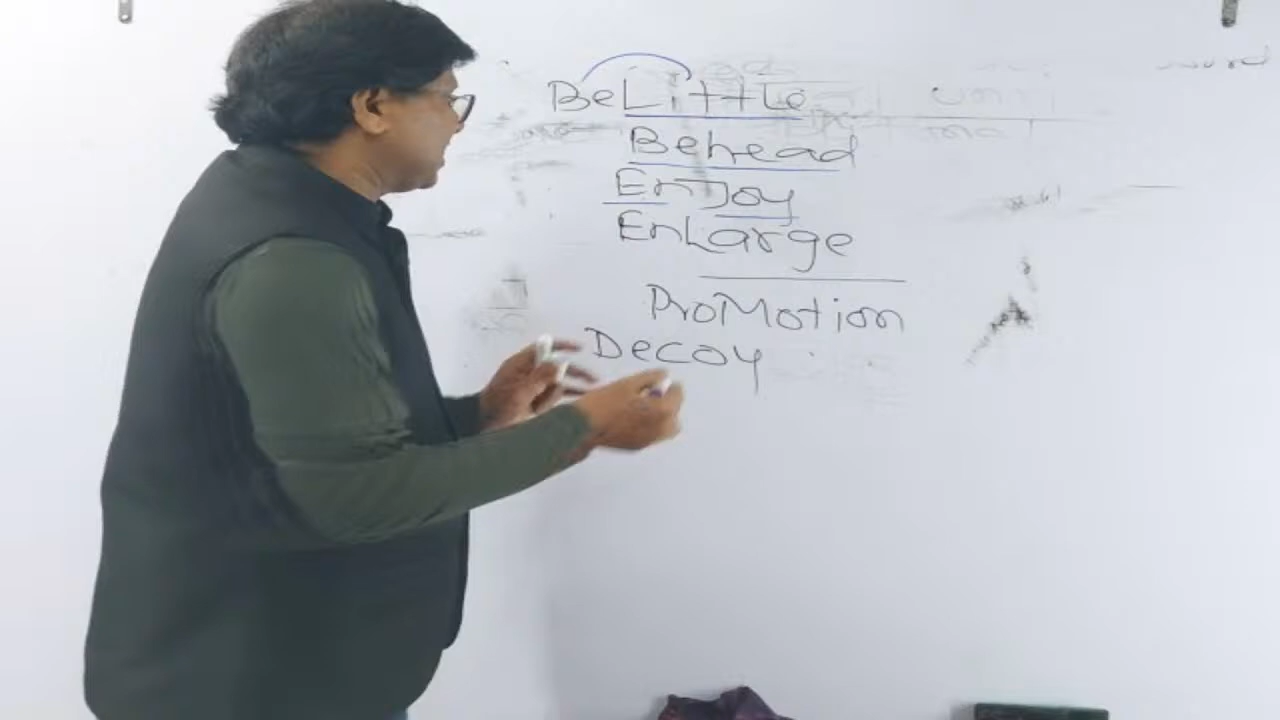 BeLittLe
Behead
EnJoy
EnLarge
ProMotion
Decoy